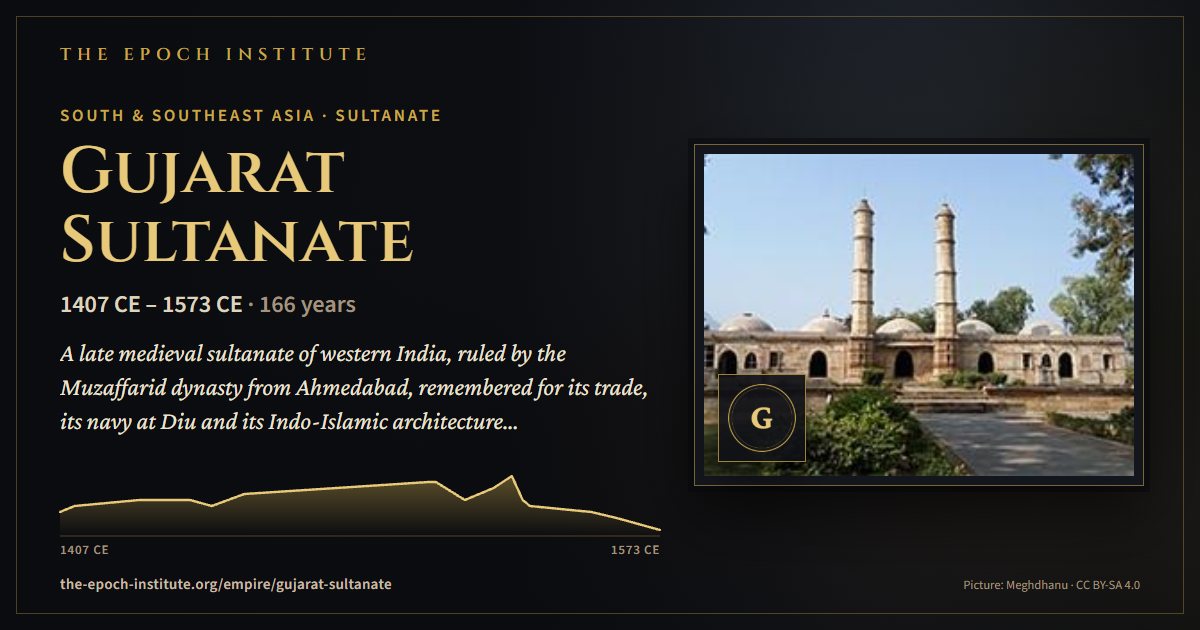 THE EPOCH INSTITUTE
SOUTH & SOUTHEAST ASIA · SULTANATE
GUJARAT
SULTANATE
1407 CE – 1573 CE · 166 years
A late medieval sultanate of western India, ruled by the
Muzaffarid dynasty from Ahmedabad, remembered for its trade,
its navy at Diu and its Indo-Islamic architecture...
G
1407 CE
1573 CE
the-epoch-institute.org/empire/gujarat-sultanate
Picture: Meghdhanu · CC BY-SA 4.0